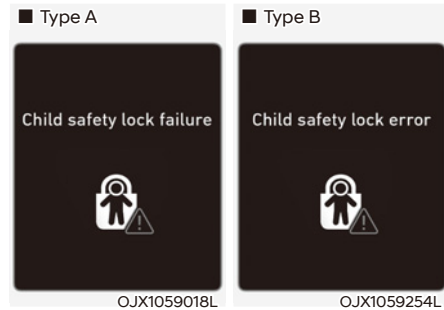 ■ Type A
■ Type B
Child safety lock failure
Child safety lock error
OJX1059018L
OJX1059254L